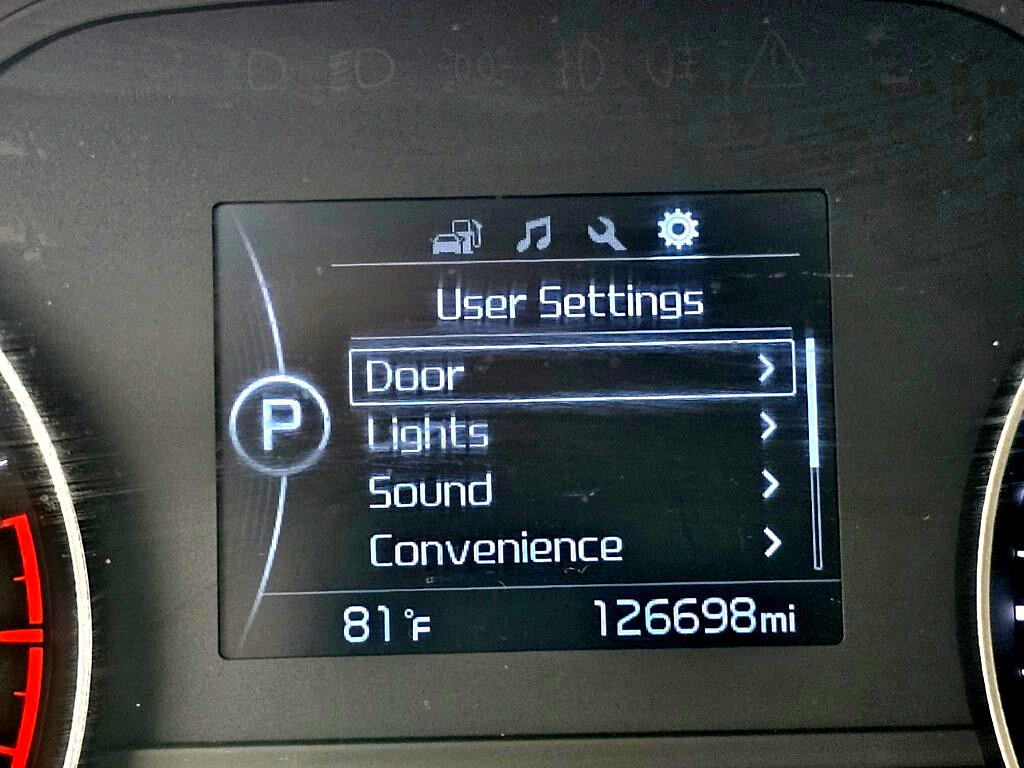 User Settings
P
Door
Lights
Sound
Convenience
81°F
126698mi